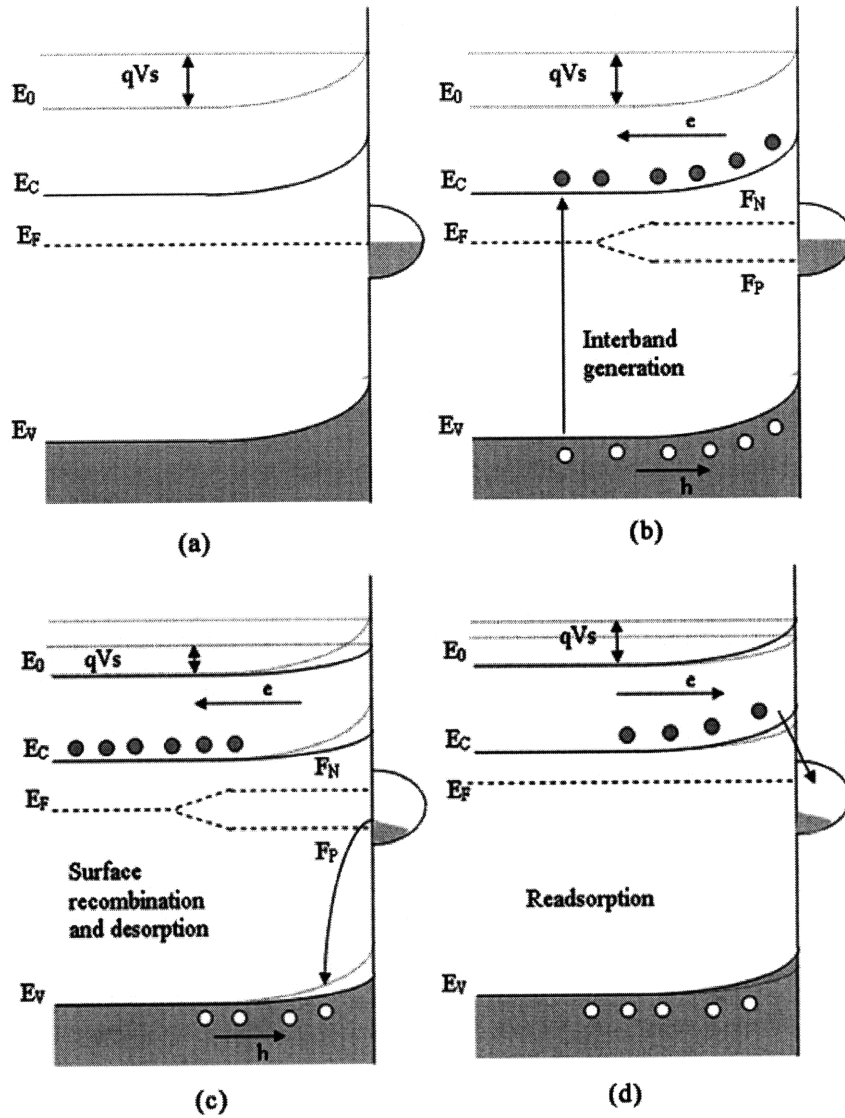 qVs
E0
EC
EF
EV
(a)
qVs
E0
e
EC
FN
EF
FP
Interband
generation
EV
h
(b)
qVs
E0
e
EC
FN
EF
FP
Surface
recombination
and desorption
EV
h
(c)
qVs
E0
e
EC
EF
Readsorption
EV
(d)